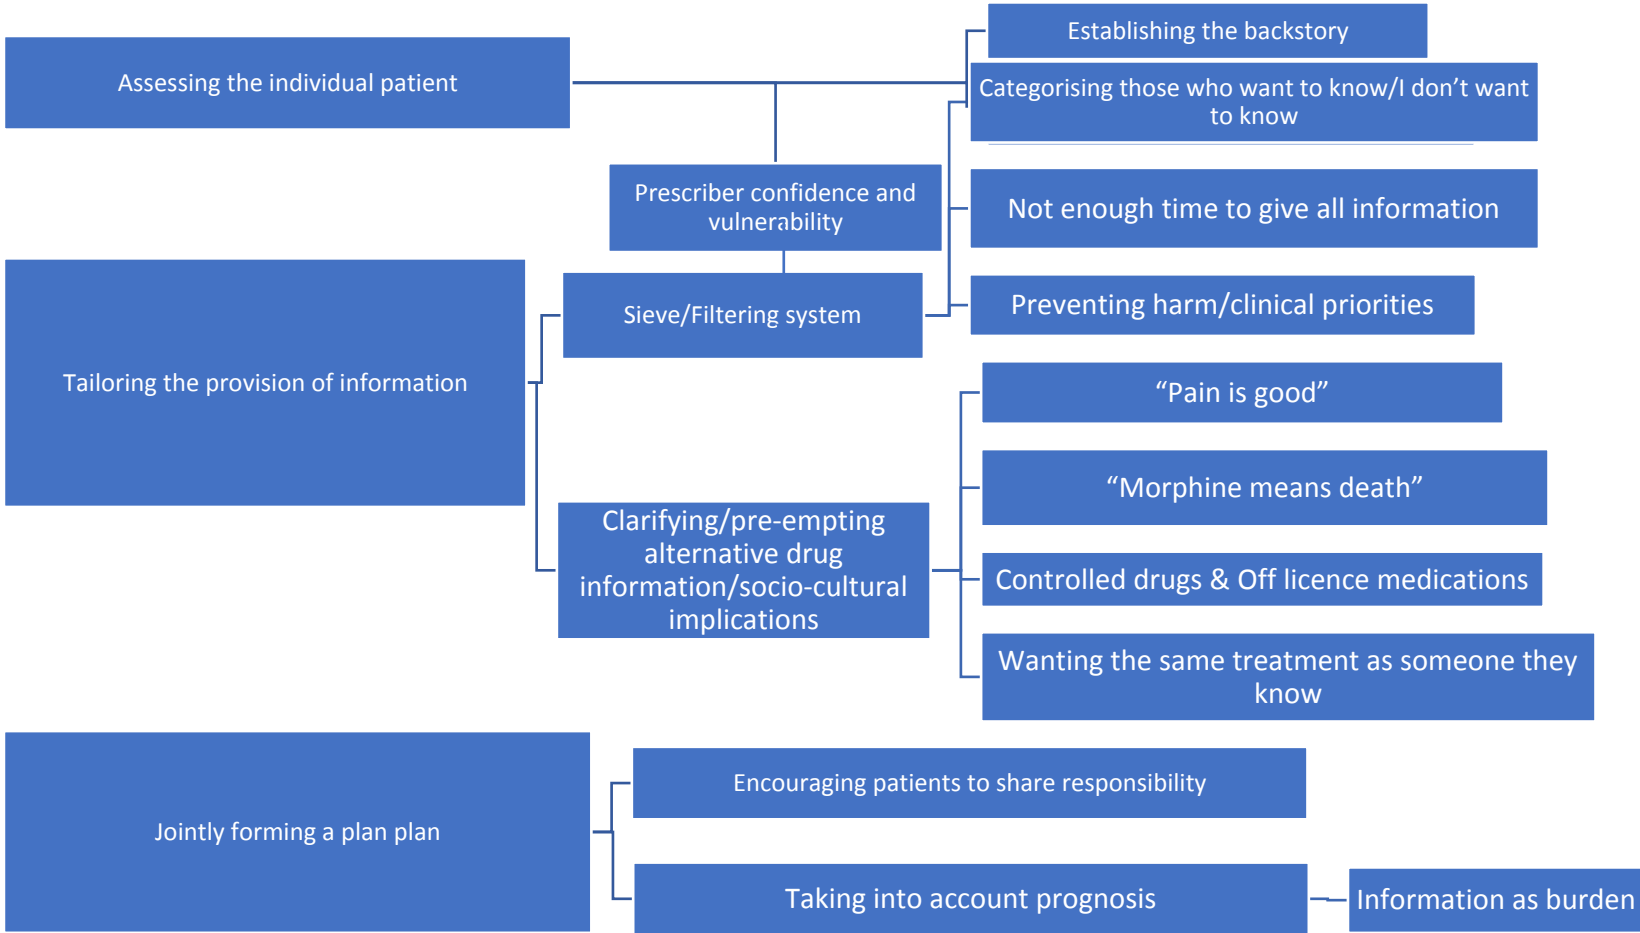 Assessing the individual patient
Establishing the backstory
Categorising those who want to know/I don’t want
to know
Prescriber confidence and
vulnerability
Not enough time to give all information
Tailoring the provision of information
Sieve/Filtering system
Preventing harm/clinical priorities
Clarifying/pre-empting
alternative drug
information/socio-cultural
implications
“Pain is good”
“Morphine means death”
Controlled drugs & Off licence medications
Wanting the same treatment as someone they
know
Jointly forming a plan plan
Encouraging patients to share responsibility
Taking into account prognosis
Information as burden